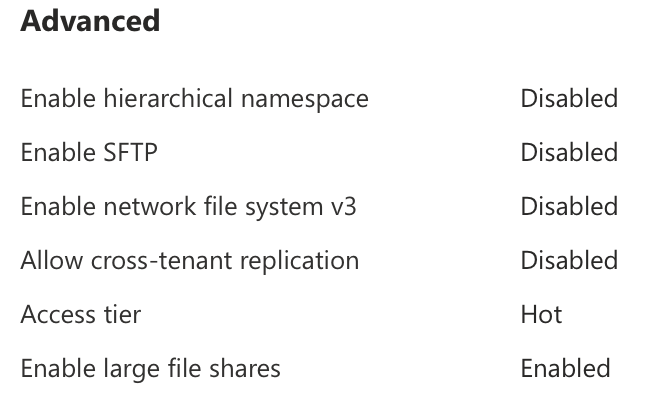 Advanced
Enable hierarchical namespace Disabled
Enable SFTP Disabled
Enable network file system v3 Disabled
Allow cross-tenant replication Disabled
Access tier Hot
Enable large file shares Enabled